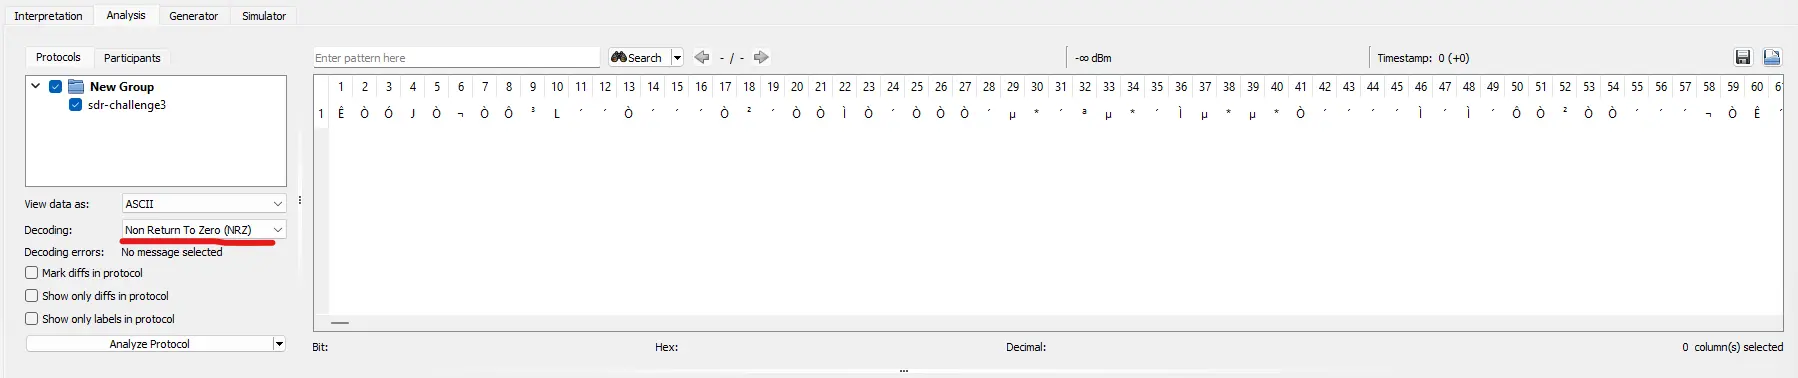 Interpretation Analysis Generator Simulator
Protocols Participants
Enter pattern here Search - / - -∞ dBm Timestamp: 0 (+0)
New Group
sdr-challenge3
1 2 3 4 5 6 7 8 9 10 11 12 13 14 15 16 17 18 19 20 21 22 23 24 25 26 27 28 29 30 31 32 33 34 35 36 37 38 39 40 41 42 43 44 45 46 47 48 49 50 51 52 53 54 55 56 57 58 59 60 61
1 Ê Ò Ó J Ò ¬ Ò Ô ³ L ´ ´ Ò ´ ´ ´ Ò ² ´ Ò Ò Ì Ò ´ Ò Ò Ò ´ µ * ´ ª µ * ´ Ì µ * µ * Ò ´ ´ ´ ´ Ì ´ Ì ´ Ô Ò ² Ò Ò ´ ´ ´ ¬ Ò Ê ´
View data as: ASCII
Decoding: Non Return To Zero (NRZ)
Decoding errors: No message selected
Mark diffs in protocol
Show only diffs in protocol
Show only labels in protocol
Analyze Protocol
Bit: Hex: Decimal: 0 column(s) selected